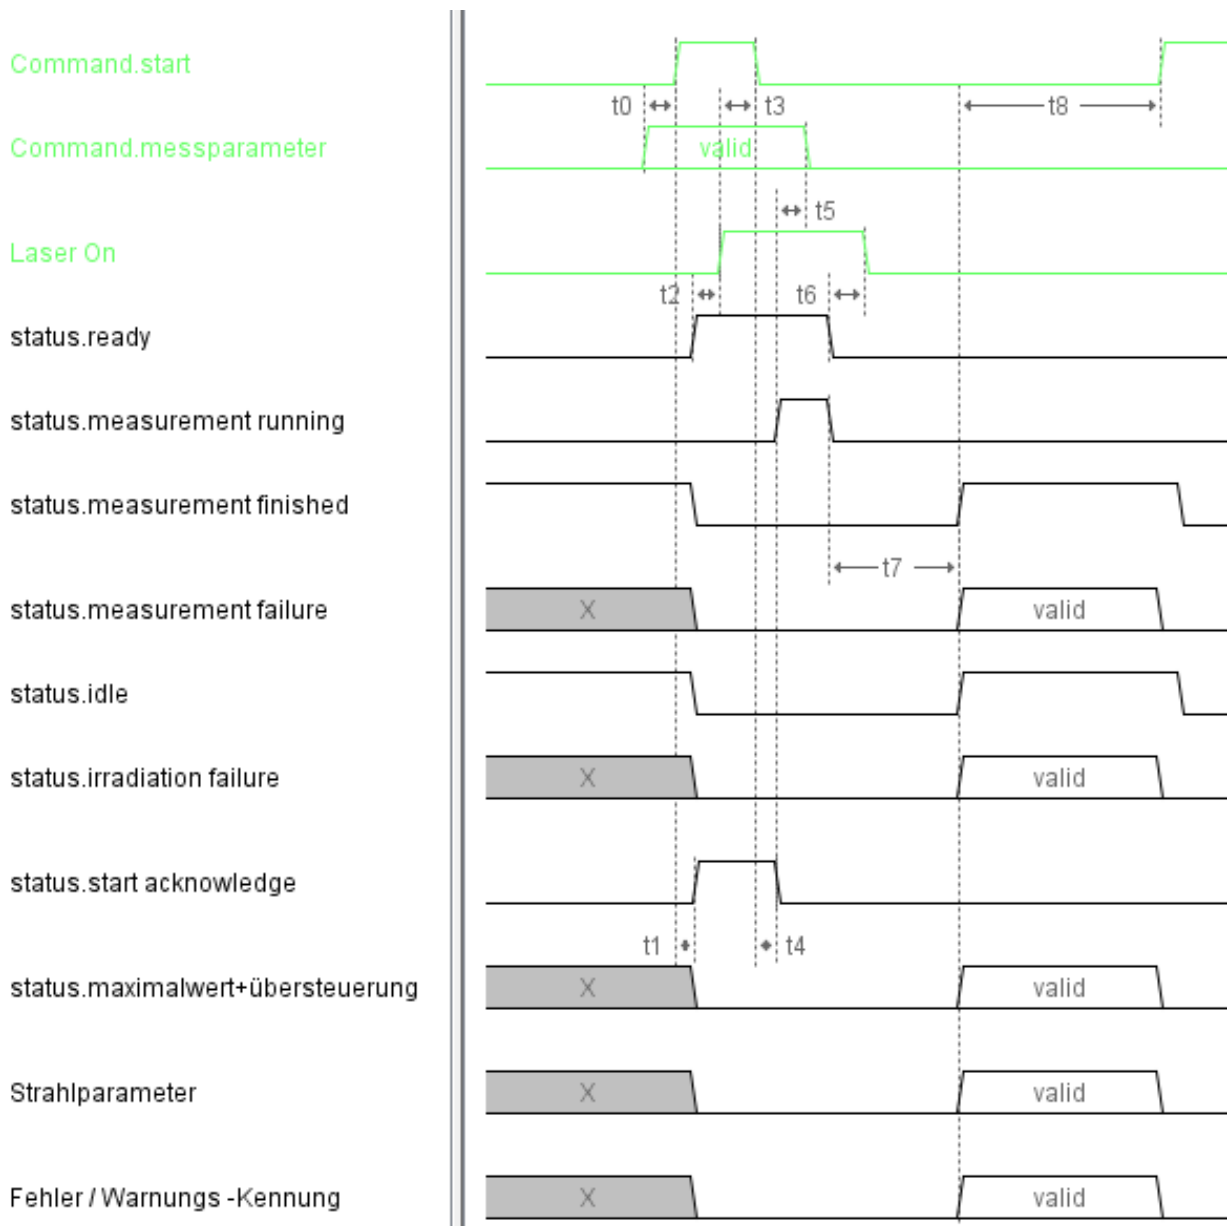 Command.start
t0
t3
t8
Command.messparameter
valid
t5
Laser On
t2
t6
status.ready
status.measurement running
status.measurement finished
t7
status.measurement failure
X
valid
status.idle
status.irradiation failure
X
valid
status.start acknowledge
t1
t4
status.maximalwert+übersteuerung
X
valid
Strahlparameter
X
valid
Fehler / Warnungs -Kennung
X
valid